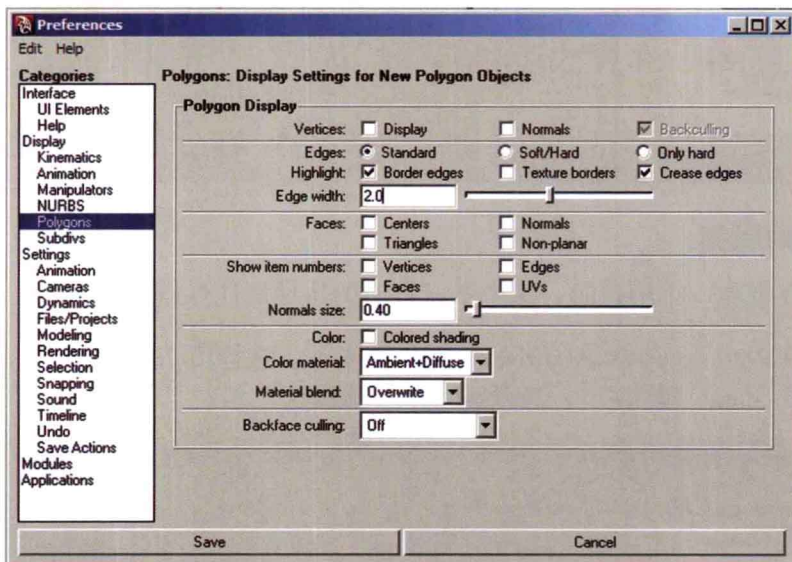 Preferences
Edit Help
Categories
Interface
UI Elements
Help
Display
Kinematics
Animation
Manipulators
NURBS
Polygons
Subdivs
Settings
Animation
Cameras
Dynamics
Files/Projects
Modeling
Rendering
Selection
Snapping
Sound
Timeline
Undo
Save Actions
Modules
Applications
Polygons: Display Settings for New Polygon Objects
Polygon Display
Vertices: Display Normals Backculling
Edges: Standard Soft/Hard Only hard
Highlight: Border edges Texture borders Crease edges
Edge width: 2.0
Faces: Centers Normals
Triangles Non-planar
Show item numbers: Vertices Edges
Faces UVs
Normals size: 0.40
Color: Colored shading
Color material: Ambient+Diffuse
Material blend: Overwrite
Backface culling: Off
Save Cancel